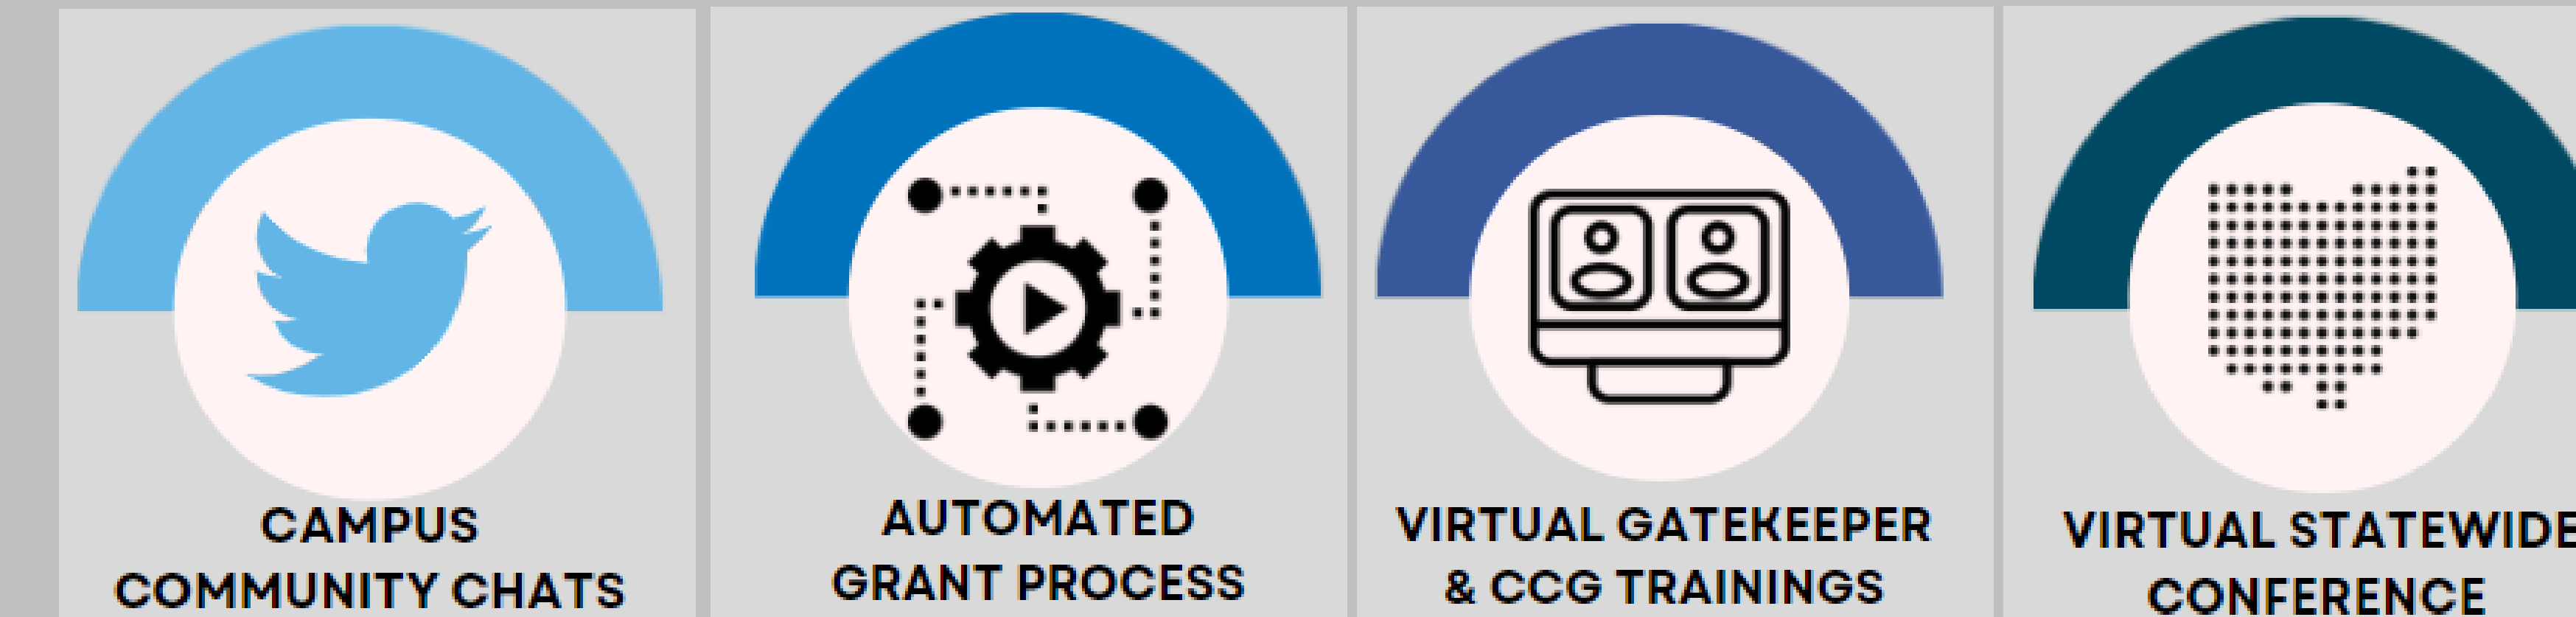 CAMPUS
COMMUNITY CHATS
AUTOMATED
GRANT PROCESS
VIRTUAL GATEKEEPER
& CCG TRAININGS
VIRTUAL STATEWIDE
CONFERENCE